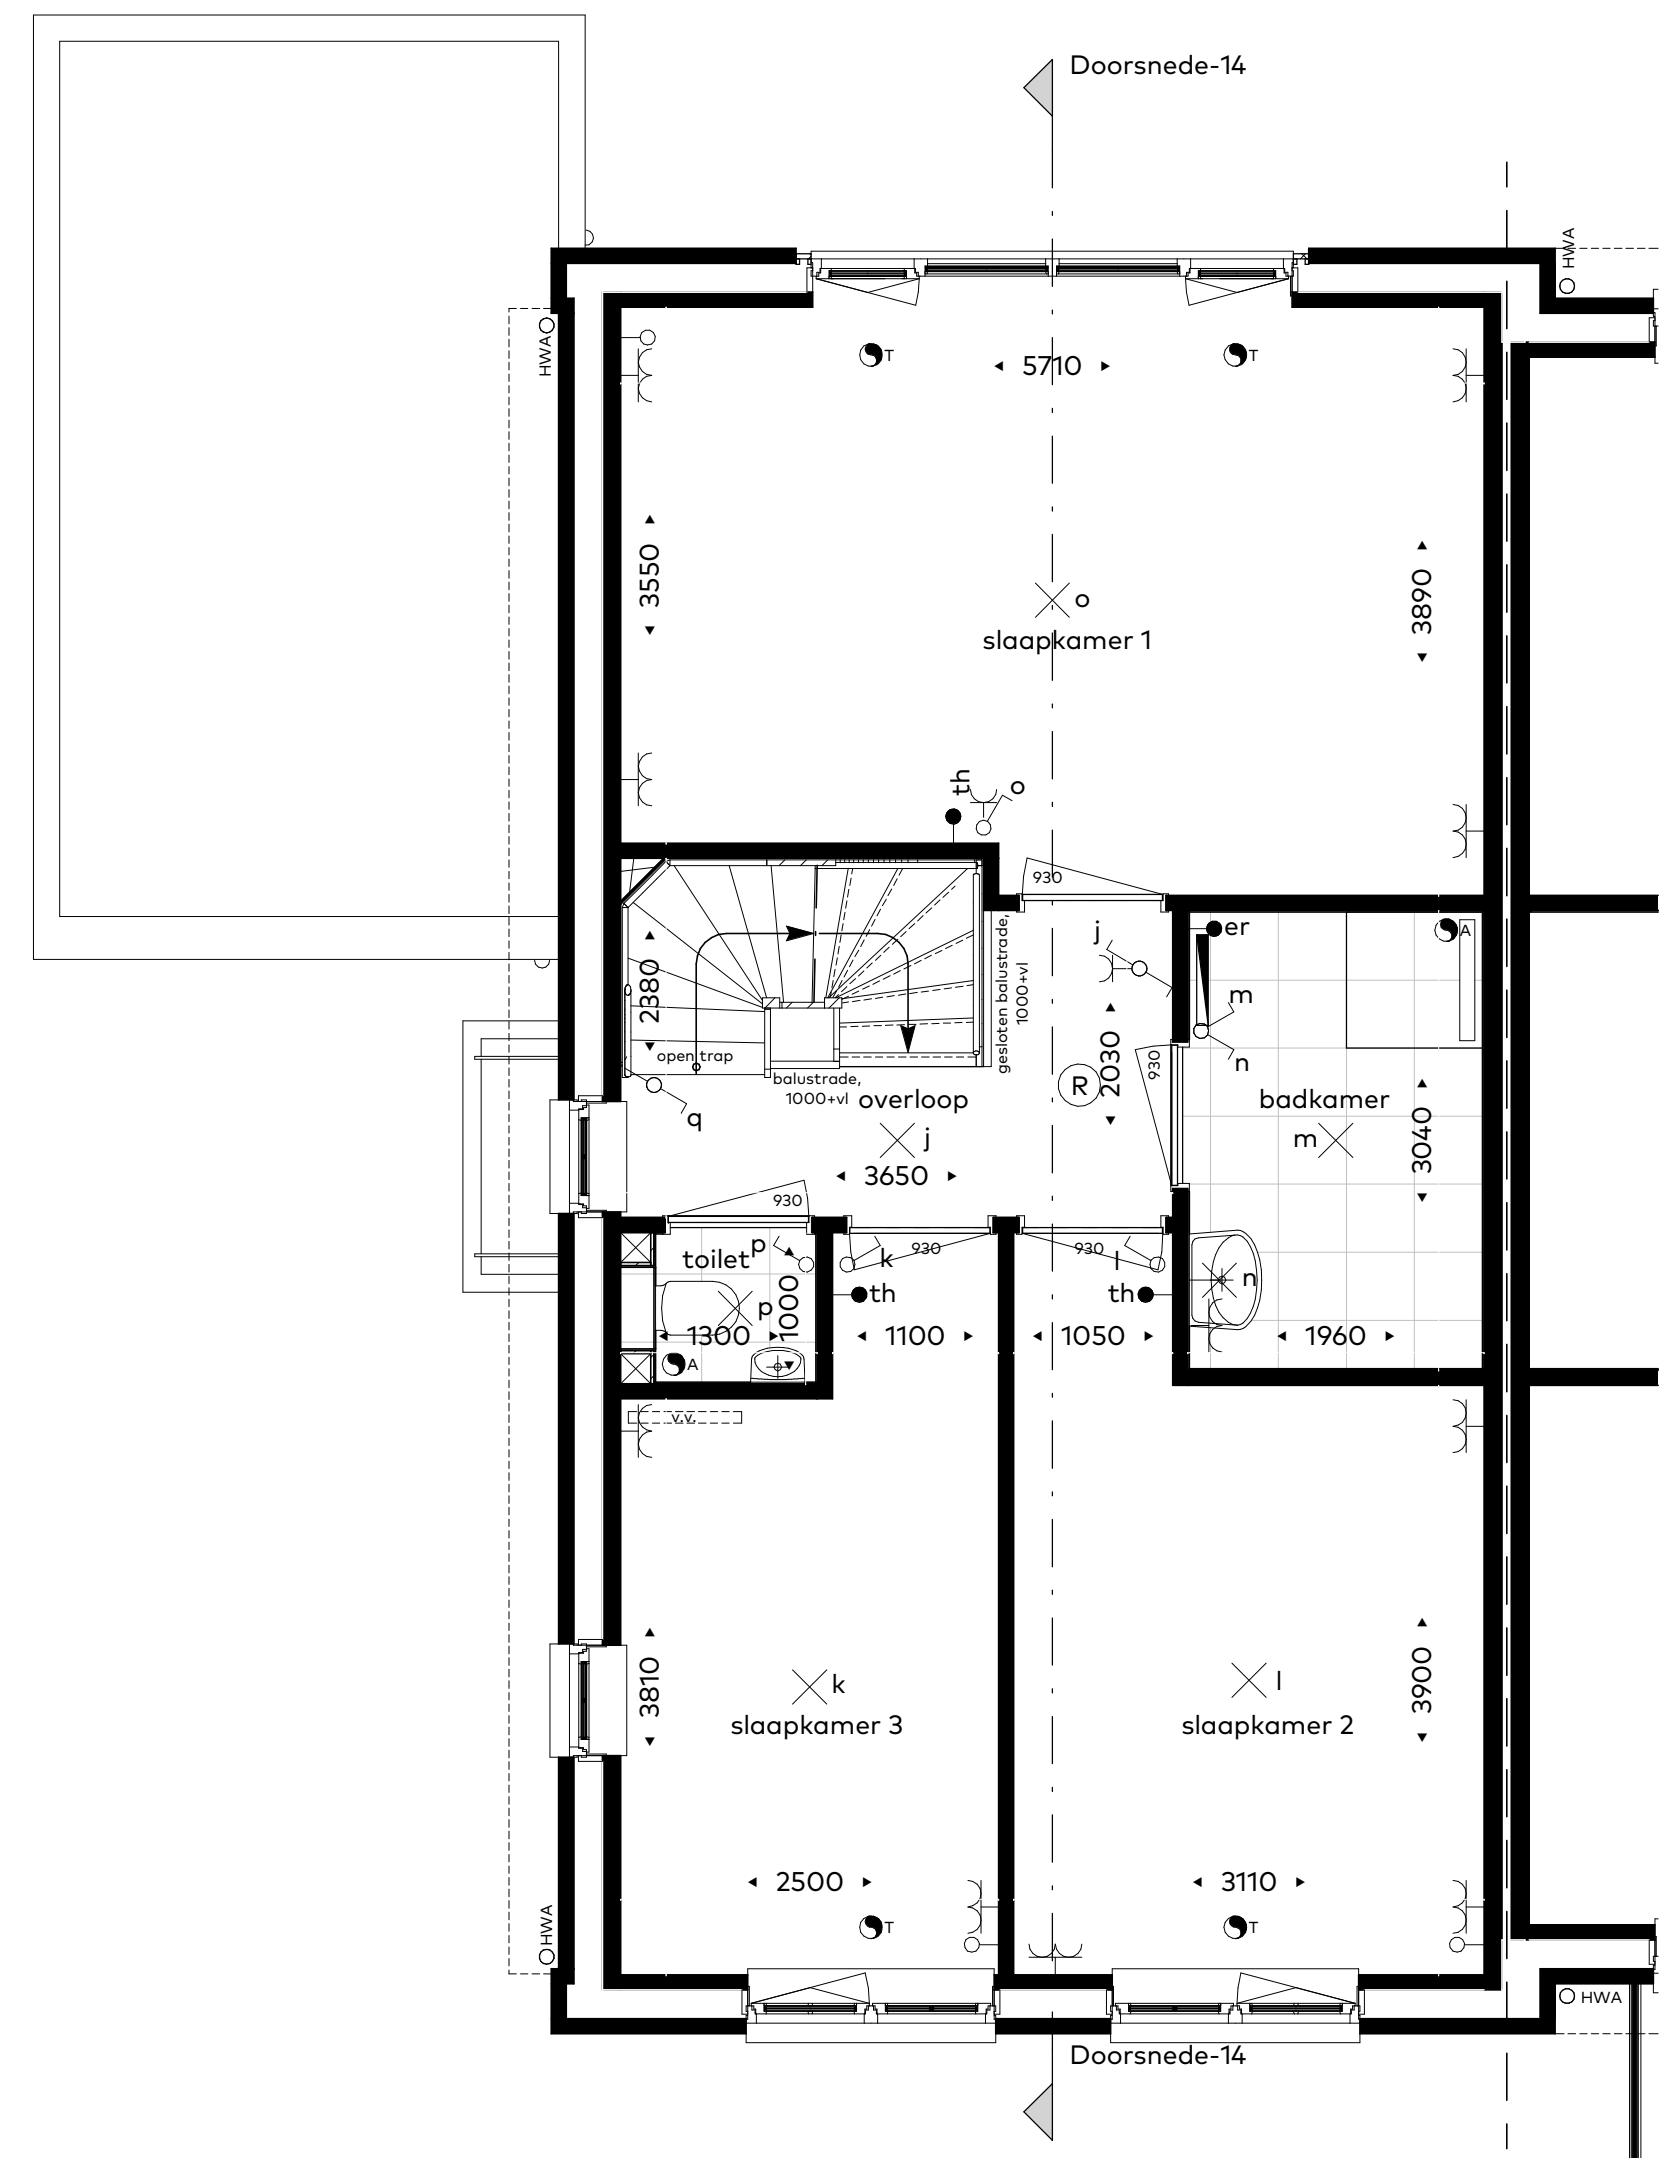 Doorsnede-14
HWA
HWA
T
T
5710
3550
3890
o
slaapkamer 1
th
o
930
er
A
j
gesloten balustrade,
1000+vl
m
n
2380
open trap
balustrade,
1000+vl
q
overloop
j
3650
R
2030
930
badkamer
m
3040
930
toilet
p
p
1000
1300
A
k
930
th
1100
l
930
th
1050
n
1960
v.v.
3810
k
slaapkamer 3
l
slaapkamer 2
3900
2500
3110
T
T
HWA
HWA
Doorsnede-14